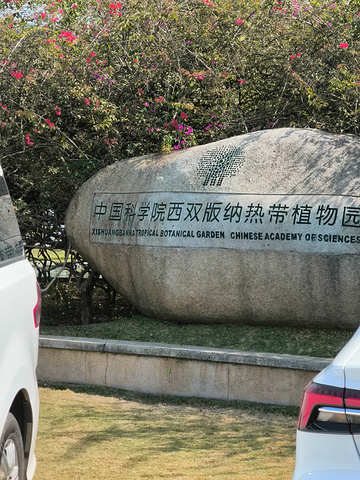 中国科学院西双版纳热带植物园
XISHUANGBANNA TROPICAL BOTANICAL GARDEN CHINESE ACADEMY OF SCIENCES